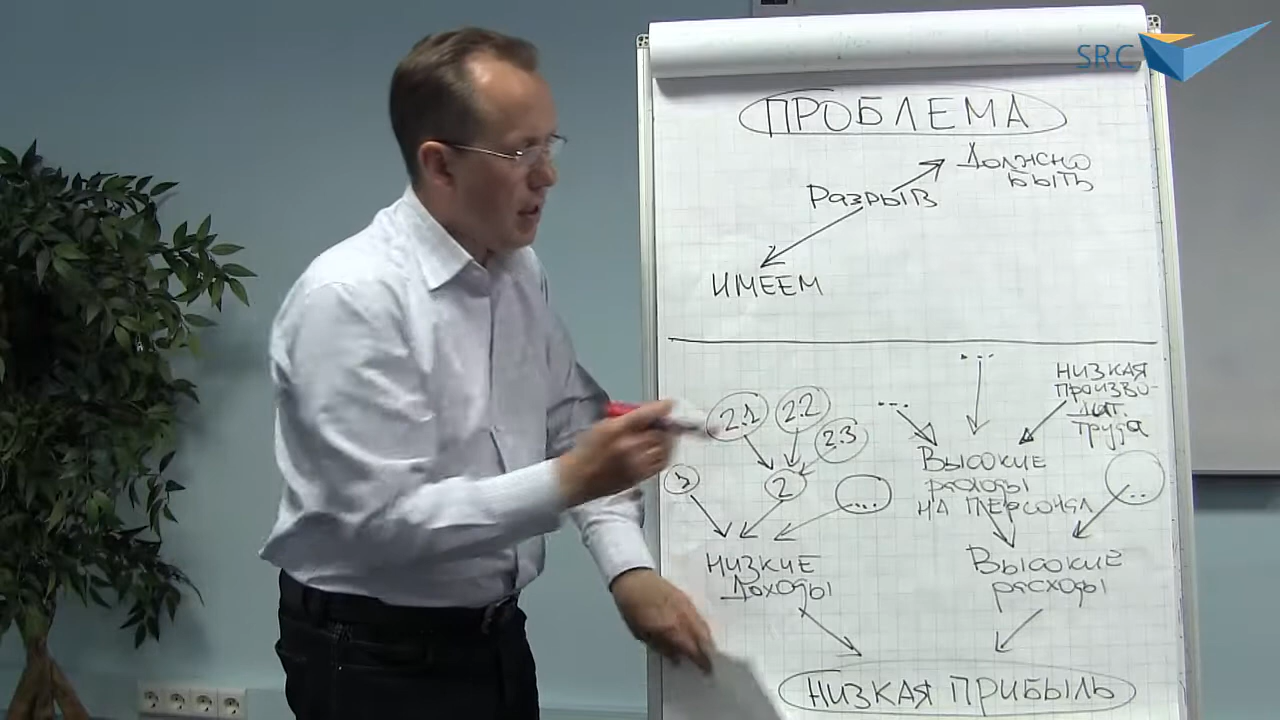 SRC
ПРОБЛЕМА
Должно
быть
Разрыв
ИМЕЕМ
...
НИЗКАЯ
произво-
дит.
труда
...
2.1
2.2
2.3
Высокие
расходы
НА ПЕРСОНАЛ
1
2
...
...
НИЗКИЕ
Доходы
Высокие
расходы
НИЗКАЯ ПРИБЫЛЬ